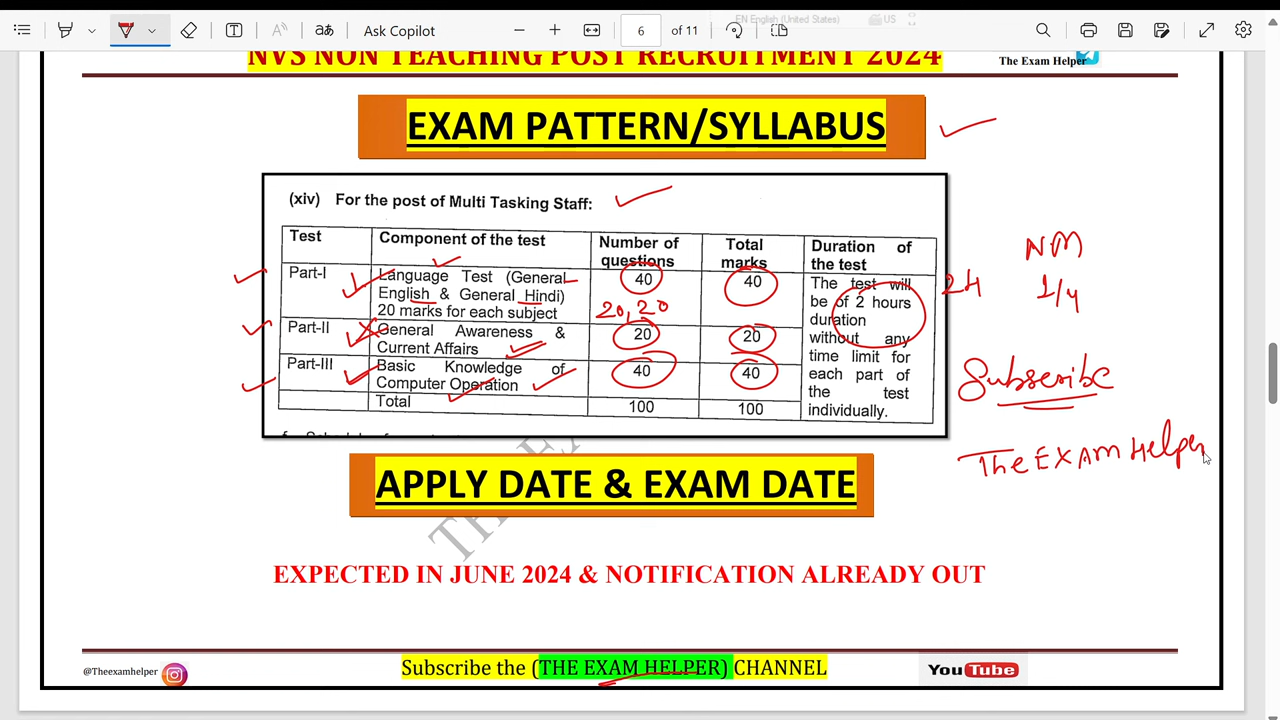 EN English (United States) US
Ask Copilot
6 of 11
NVS NON TEACHING POST RECRUITMENT 2024
The Exam Helper
EXAM PATTERN/SYLLABUS
(xiv) For the post of Multi Tasking Staff:
Test Component of the test Number of questions Total marks Duration of the test
Part-I Language Test (General English & General Hindi) 20 marks for each subject 40 40 The test will be of 2 hours duration without any time limit for each part of the test individually.
20, 20
Part-II General Awareness & Current Affairs 20 20
Part-III Basic Knowledge of Computer Operation 40 40
Total 100 100
2H
NM
1/4
Subscribe
The EXAM Helper
APPLY DATE & EXAM DATE
EXPECTED IN JUNE 2024 & NOTIFICATION ALREADY OUT
@Theexamhelper
Subscribe the (THE EXAM HELPER) CHANNEL
YouTube